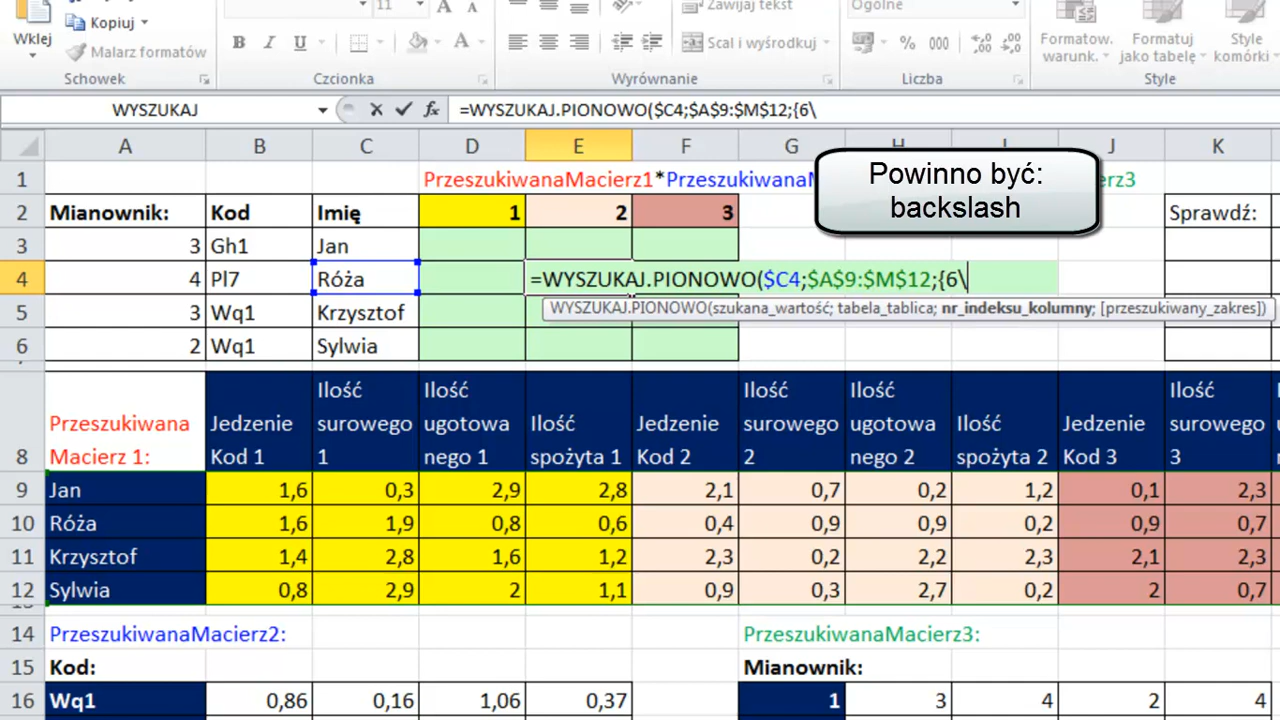 Kopiuj
11
A
A
Zawijaj tekst
Ogólne
Wklej
Malarz formatów
B I U
A
Scal i wyśrodkuj
% 000
Formatow. warunk.
Formatuj jako tabelę
Style komórki
Schowek
Czcionka
Wyrównanie
Liczba
Style
WYSZUKAJ
fx
=WYSZUKAJ.PIONOWO($C4;$A$9:$M$12;{6\
A B C D E F G H I J K
Powinno być:
backslash
1 PrzeszukiwanaMacierz1*PrzeszukiwanaM erz3
2 Mianownik: Kod Imię 1 2 3 Sprawdź:
3 3 Gh1 Jan
4 4 Pl7 Róża =WYSZUKAJ.PIONOWO($C4;$A$9:$M$12;{6\
WYSZUKAJ.PIONOWO(szukana_wartość; tabela_tablica; nr_indeksu_kolumny; [przeszukiwany_zakres])
5 3 Wq1 Krzysztof
6 2 Wq1 Sylwia
8 Przeszukiwana Macierz 1: Jedzenie Kod 1 Ilość surowego 1 Ilość ugotowa nego 1 Ilość spożyta 1 Jedzenie Kod 2 Ilość surowego 2 Ilość ugotowa nego 2 Ilość spożyta 2 Jedzenie Kod 3 Ilość surowego 3
9 Jan 1,6 0,3 2,9 2,8 2,1 0,7 0,2 1,2 0,1 2,3
10 Róża 1,6 1,9 0,8 0,6 0,4 0,9 0,9 0,2 0,9 0,7
11 Krzysztof 1,4 2,8 1,6 1,2 2,3 0,2 2,2 2,3 2,1 2,3
12 Sylwia 0,8 2,9 2 1,1 0,9 0,3 2,7 0,2 2 0,7
14 PrzeszukiwanaMacierz2: PrzeszukiwanaMacierz3:
15 Kod: Mianownik:
16 Wq1 0,86 0,16 1,06 0,37 1 3 4 2 4